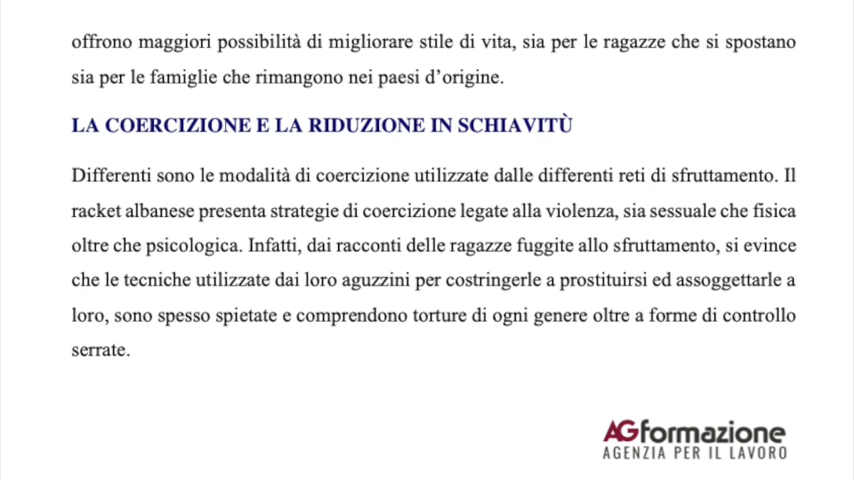 offrono maggiori possibilità di migliorare stile di vita, sia per le ragazze che si spostano
sia per le famiglie che rimangono nei paesi d’origine.
LA COERCIZIONE E LA RIDUZIONE IN SCHIAVITÙ
Differenti sono le modalità di coercizione utilizzate dalle differenti reti di sfruttamento. Il
racket albanese presenta strategie di coercizione legate alla violenza, sia sessuale che fisica
oltre che psicologica. Infatti, dai racconti delle ragazze fuggite allo sfruttamento, si evince
che le tecniche utilizzate dai loro aguzzini per costringerle a prostituirsi ed assoggettarle a
loro, sono spesso spietate e comprendono torture di ogni genere oltre a forme di controllo
serrate.
AGformazione
AGENZIA PER IL LAVORO